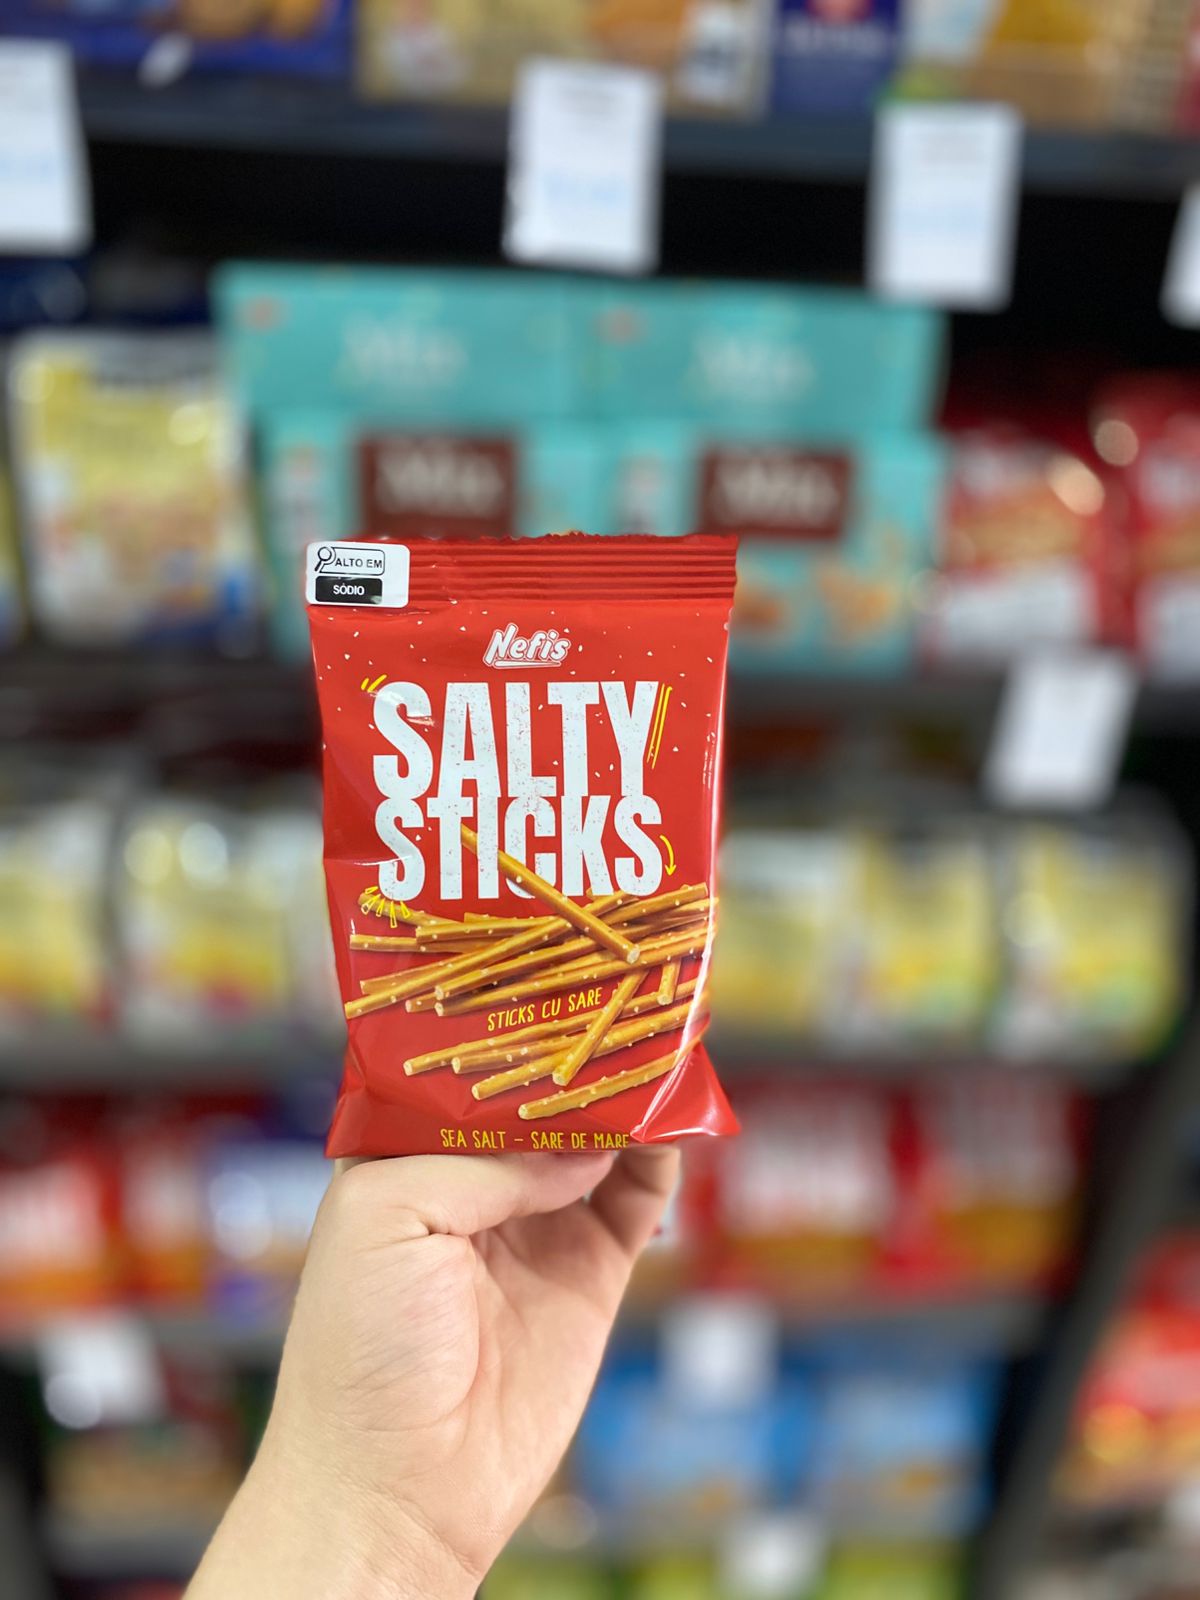 ALTO EM
SÓDIO
Nefis
SALTY
STICKS
STICKS CU SARE
SEA SALT - SARE DE MARE